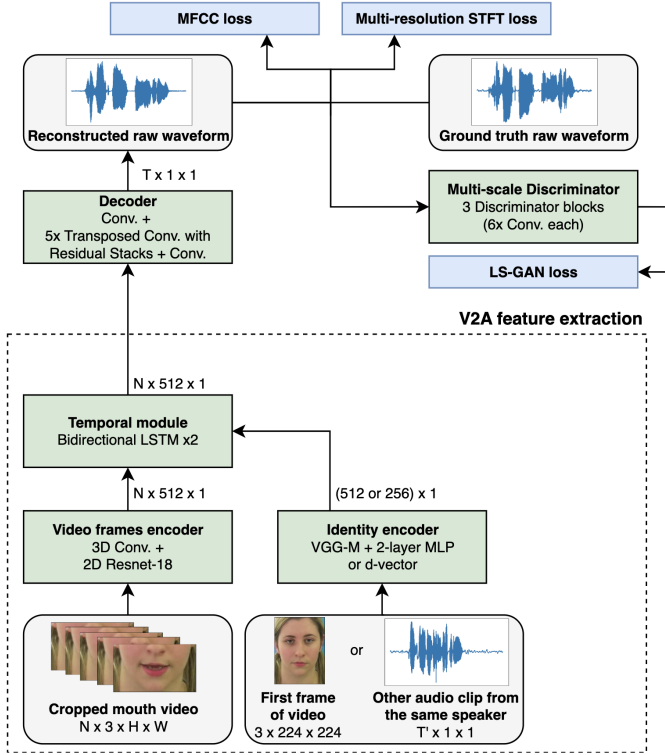 MFCC loss
Multi-resolution STFT loss
Reconstructed raw waveform
Ground truth raw waveform
T x 1 x 1
Decoder
Conv. +
5x Transposed Conv. with
Residual Stacks + Conv.
Multi-scale Discriminator
3 Discriminator blocks
(6x Conv. each)
LS-GAN loss
V2A feature extraction
N x 512 x 1
Temporal module
Bidirectional LSTM x2
N x 512 x 1
(512 or 256) x 1
Video frames encoder
3D Conv. +
2D Resnet-18
Identity encoder
VGG-M + 2-layer MLP
or d-vector
Cropped mouth video
N x 3 x H x W
or
First frame
of video
3 x 224 x 224
Other audio clip from
the same speaker
T' x 1 x 1